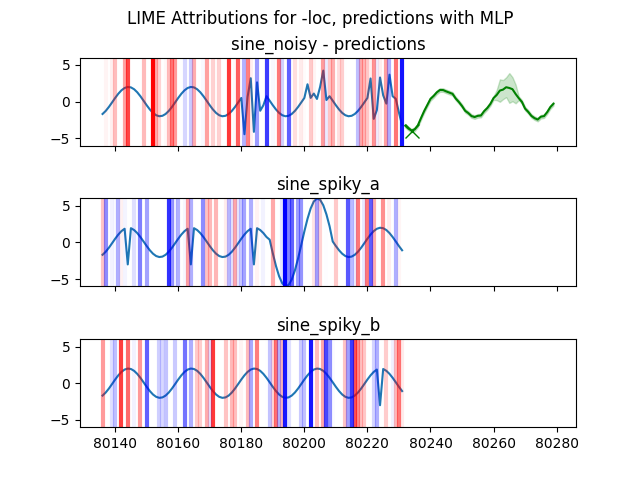 LIME Attributions for -loc, predictions with MLP
sine_noisy - predictions
5
0
−5
sine_spiky_a
5
0
−5
sine_spiky_b
5
0
−5
80140 80160 80180 80200 80220 80240 80260 80280